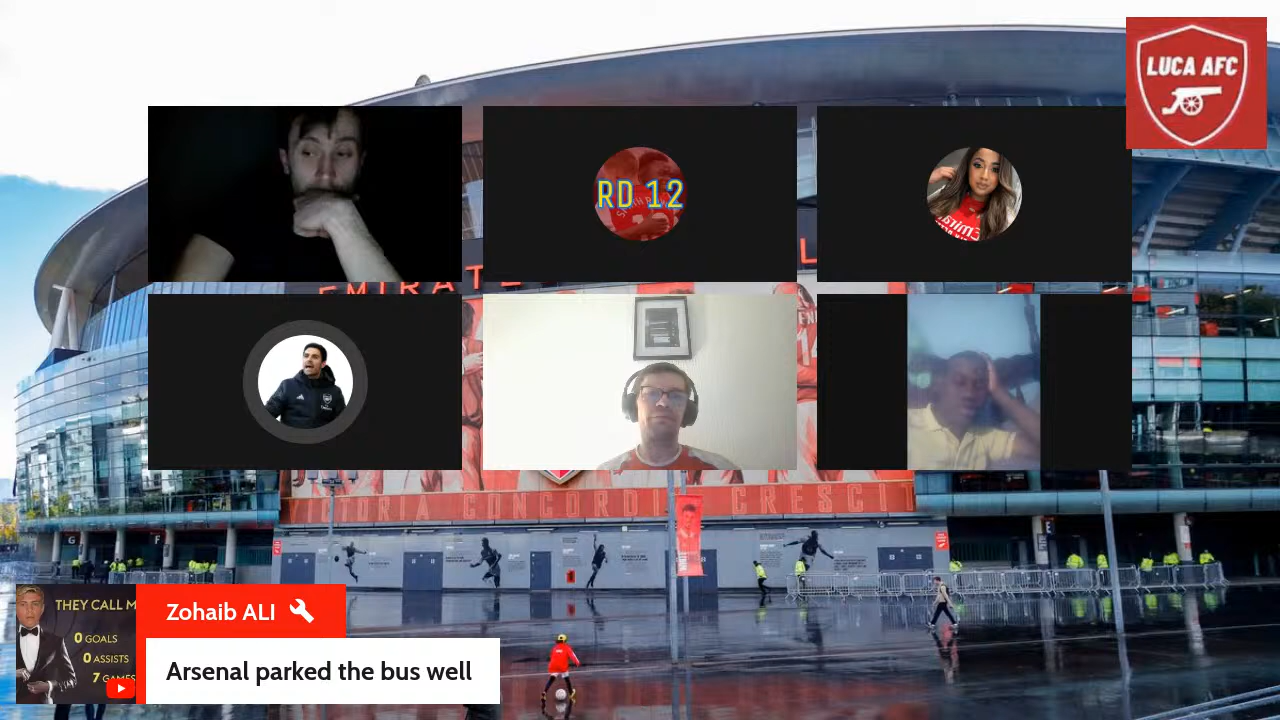 LUCA AFC
RD 12
EMIRATE
VICTORIA CONCORDIA CRESCIT
G
F
E
THEY CALL M
0 GOALS
0 ASSISTS
7 GAMES
Zohaib ALI
Arsenal parked the bus well